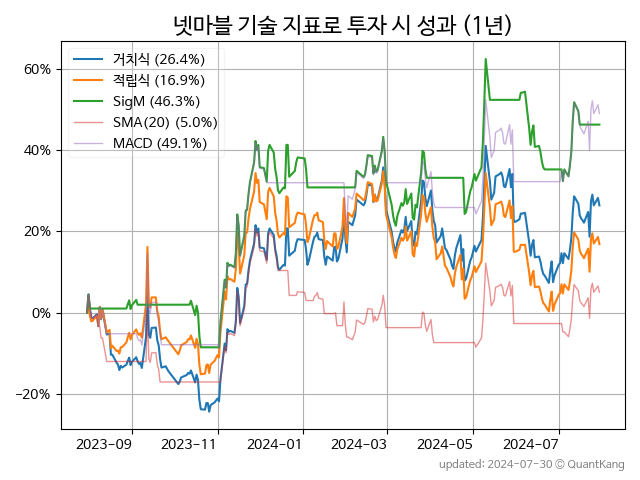 넷마블 기술 지표로 투자 시 성과 (1년)
거치식 (26.4%)
적립식 (16.9%)
SigM (46.3%)
SMA(20) (5.0%)
MACD (49.1%)
60%
40%
20%
0%
−20%
2023-09
2023-11
2024-01
2024-03
2024-05
2024-07
updated: 2024-07-30 © QuantKang